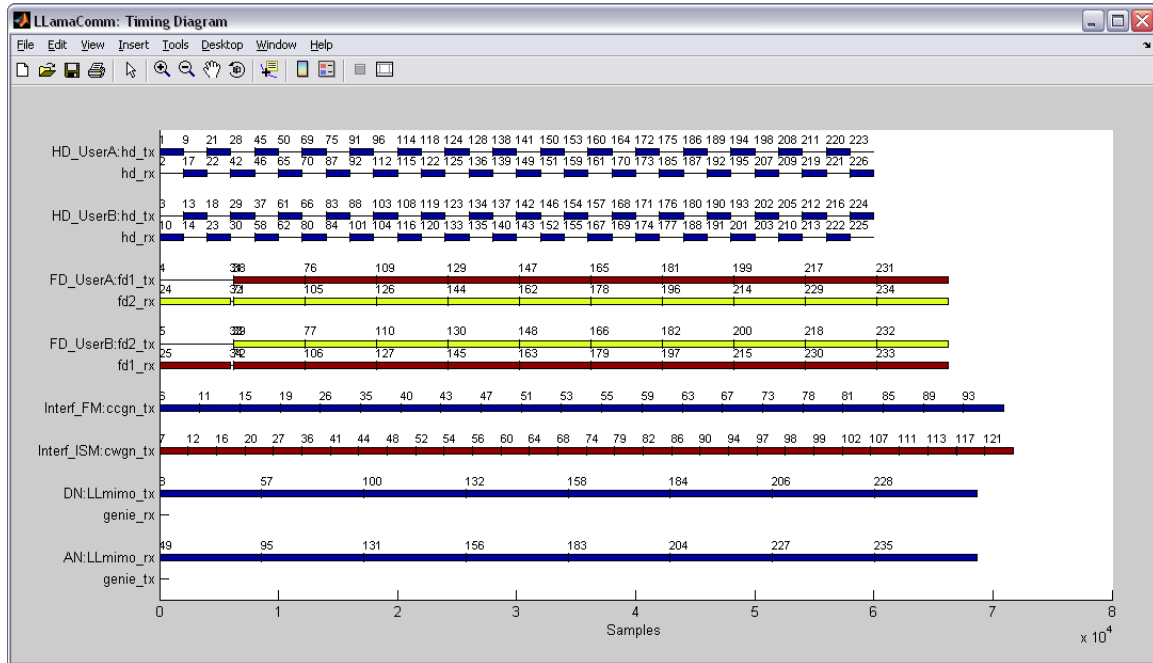 LLamaComm: Timing Diagram
File Edit View Insert Tools Desktop Window Help
1 9 21 28 45 50 69 75 91 96 114 118 124 128 138 141 150 153 160 164 172 175 186 189 194 198 208 211 220 223
HD_UserA:hd_tx
2 17 22 42 46 65 70 87 92 112 115 122 125 136 139 149 151 159 161 170 173 185 187 192 195 207 209 219 221 226
hd_rx
3 13 18 29 37 61 66 83 88 103 108 119 123 134 137 142 146 154 157 168 171 176 180 190 193 202 205 212 216 224
HD_UserB:hd_tx
10 14 23 30 58 62 80 84 101 104 116 120 133 135 140 143 152 155 167 169 174 177 188 191 201 203 210 213 222 225
hd_rx
4 38 76 109 129 147 165 181 199 217 231
FD_UserA:fd1_tx
24 105 126 144 162 178 196 214 229 234
fd2_rx
5 39 77 110 130 148 166 182 200 218 232
FD_UserB:fd2_tx
25 106 127 145 163 179 197 215 230 233
fd1_rx
6 11 15 19 26 35 40 43 47 51 53 55 59 63 67 73 78 81 85 89 93
Interf_FM:ccgn_tx
7 12 16 20 27 36 41 44 48 52 54 56 60 64 68 74 79 82 86 90 94 97 98 99 102 107 111 113 117 121
Interf_ISM:cwgn_tx
8 57 100 132 158 184 206 228
DN:LLmimo_tx
genie_rx
49 95 131 156 183 204 227 235
AN:LLmimo_rx
genie_tx
0 1 2 3 4 5 6 7 8
Samples
x 10^4